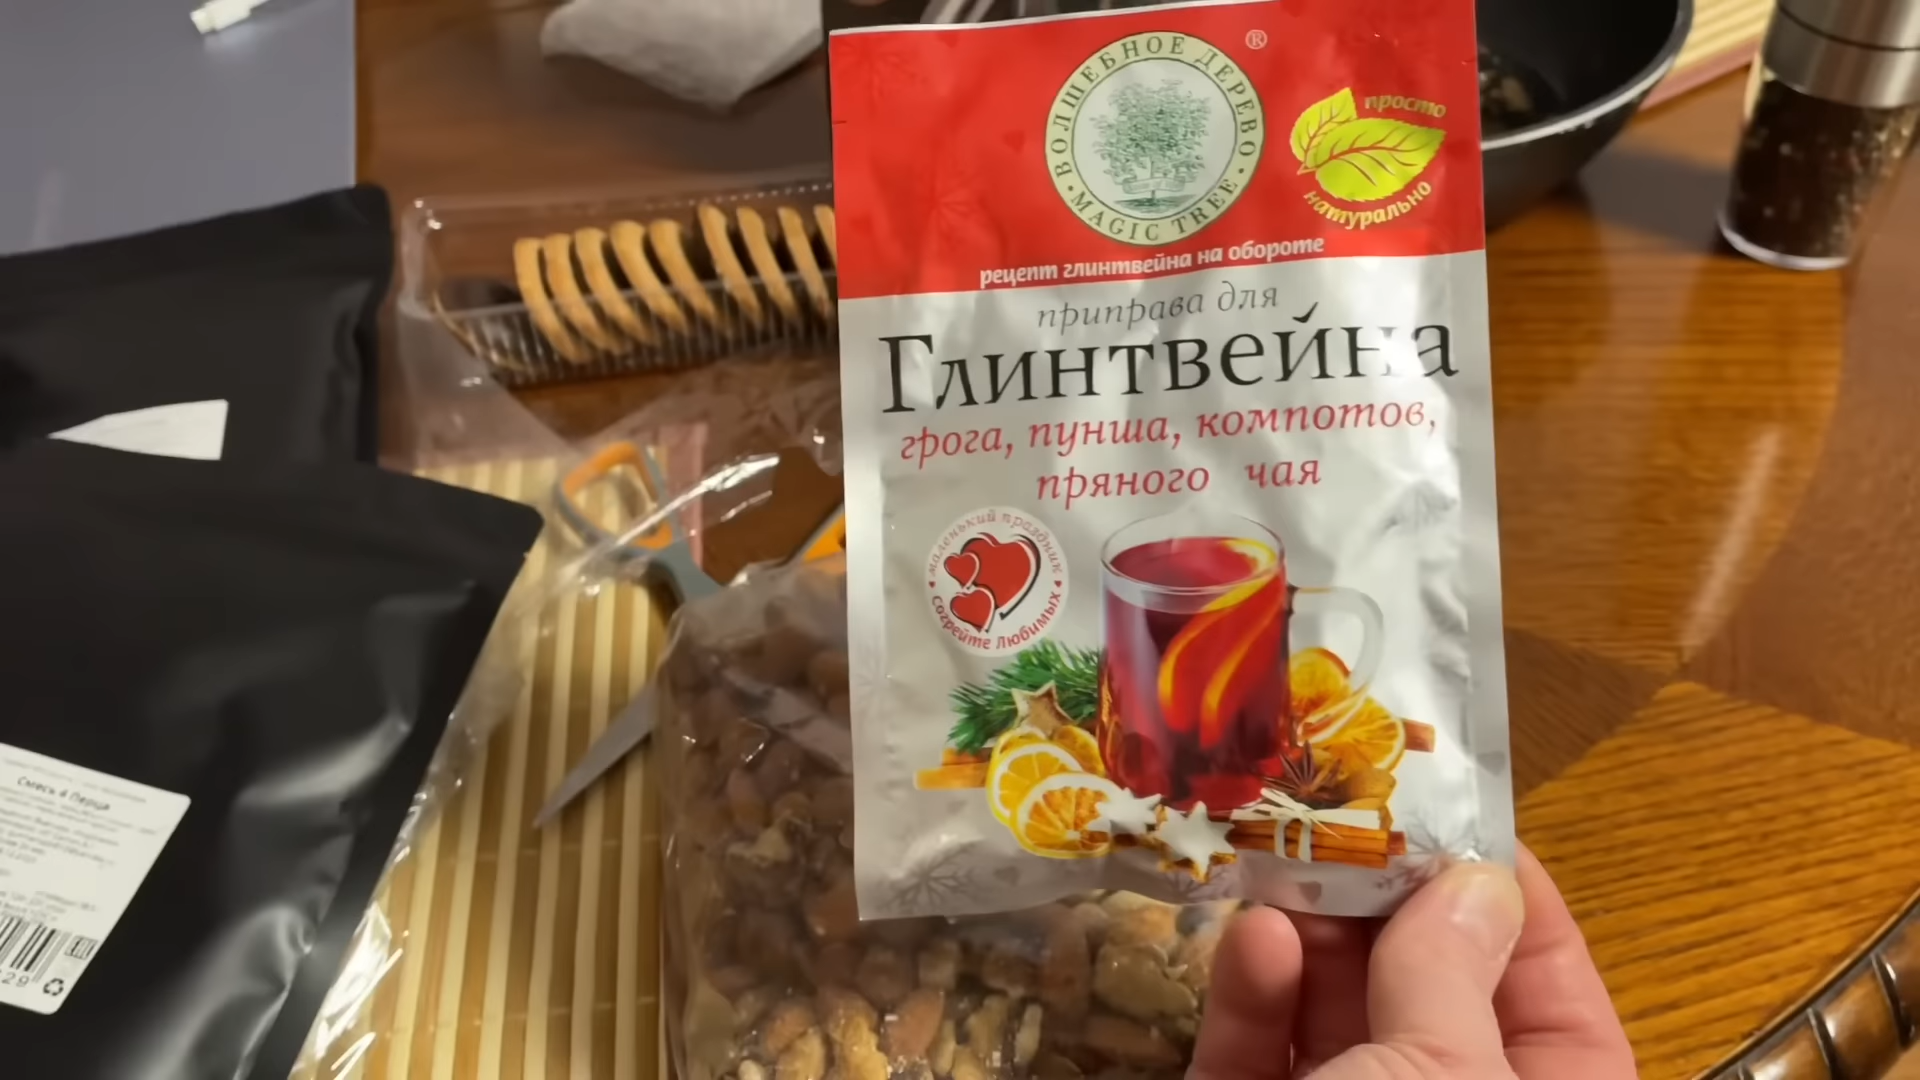 ВОЛШЕБНОЕ ДЕРЕВО
MAGIC TREE
®
просто
натурально
рецепт глинтвейна на обороте
приправа для
Глинтвейна
грога, пунша, компотов,
пряного чая
маленький праздник
Согрейте Любимых
Смесь 4 Перца
29